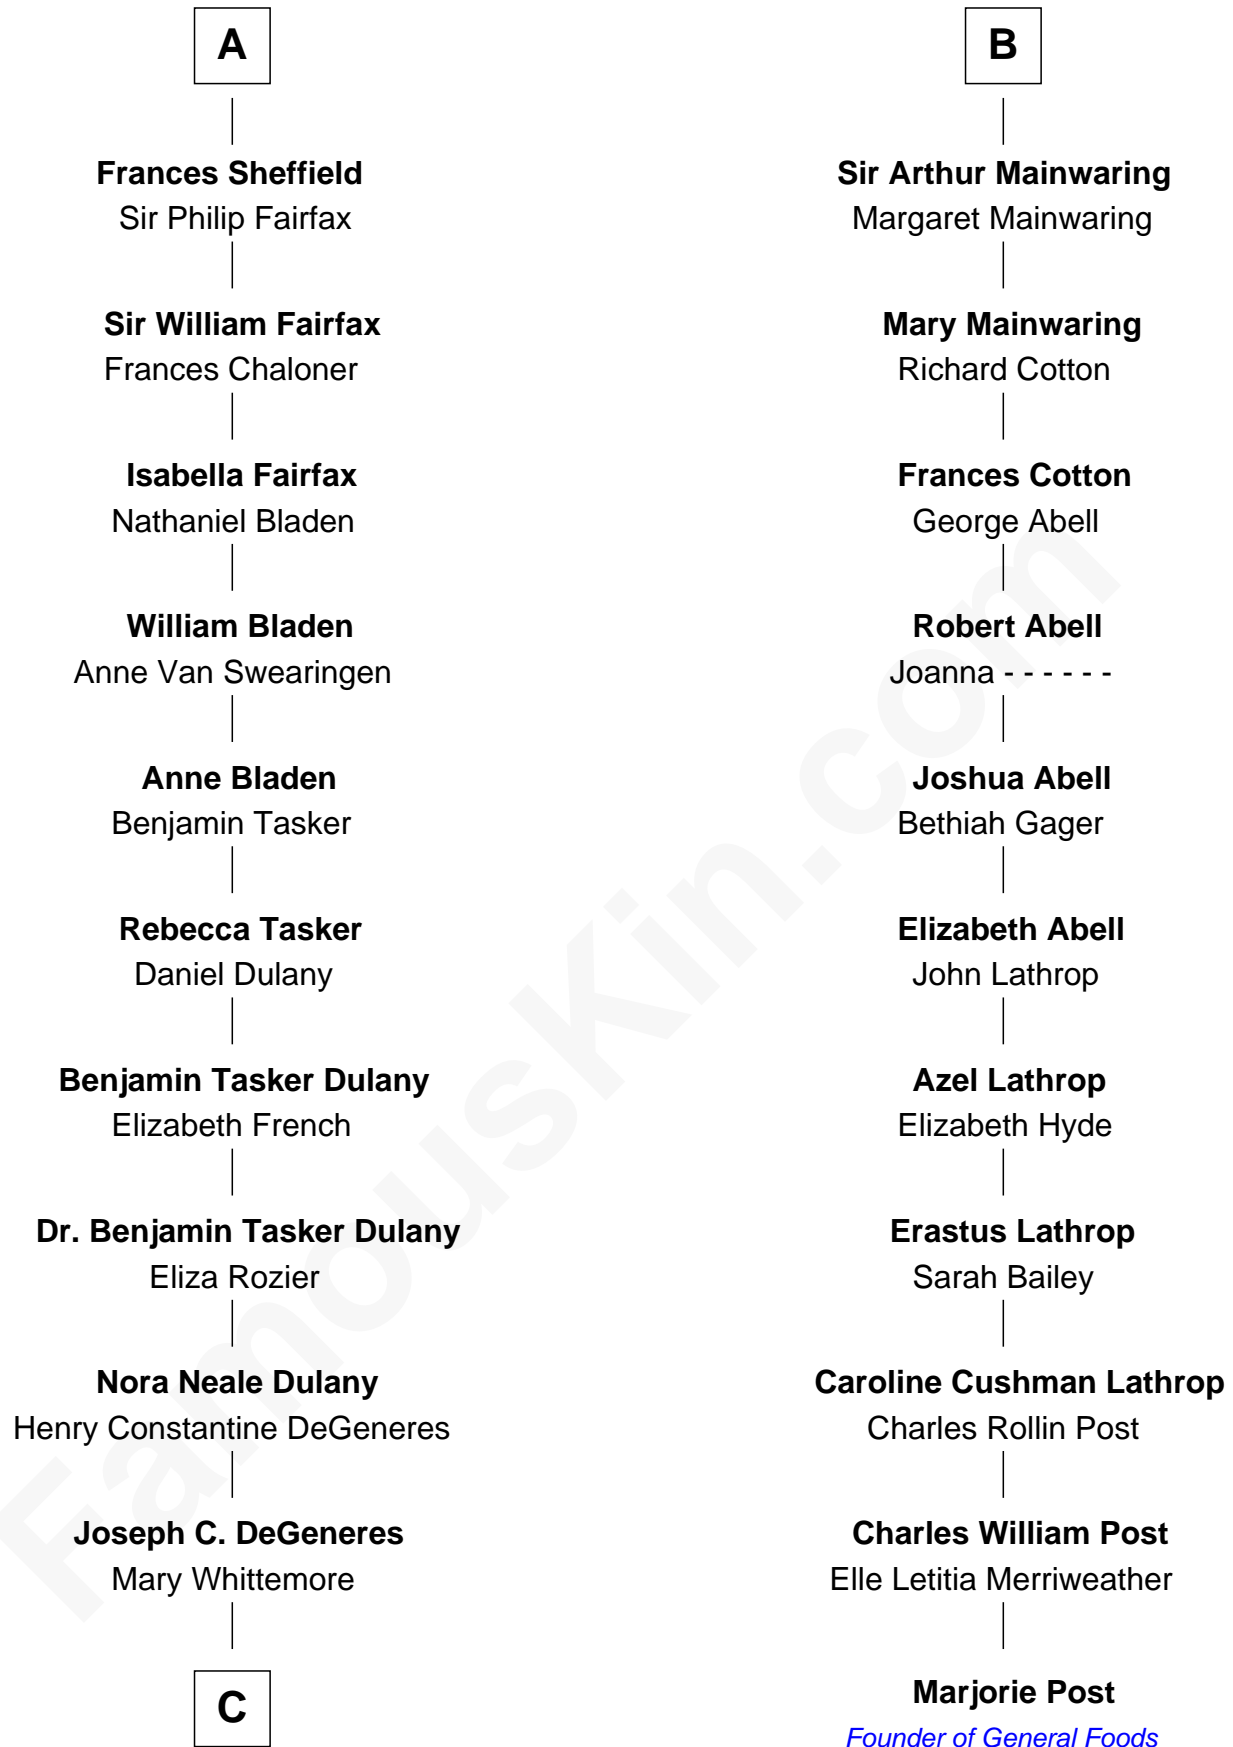 A
Frances Sheffield
Sir Philip Fairfax
Sir William Fairfax
Frances Chaloner
Isabella Fairfax
Nathaniel Bladen
William Bladen
Anne Van Swearingen
Anne Bladen
Benjamin Tasker
Rebecca Tasker
Daniel Dulany
Benjamin Tasker Dulany
Elizabeth French
Dr. Benjamin Tasker Dulany
Eliza Rozier
Nora Neale Dulany
Henry Constantine DeGeneres
Joseph C. DeGeneres
Mary Whittemore
C
B
Sir Arthur Mainwaring
Margaret Mainwaring
Mary Mainwaring
Richard Cotton
Frances Cotton
George Abell
Robert Abell
Joanna - - - - - -
Joshua Abell
Bethiah Gager
Elizabeth Abell
John Lathrop
Azel Lathrop
Elizabeth Hyde
Erastus Lathrop
Sarah Bailey
Caroline Cushman Lathrop
Charles Rollin Post
Charles William Post
Elle Letitia Merriweather
Marjorie Post
Founder of General Foods
FamousKin.com